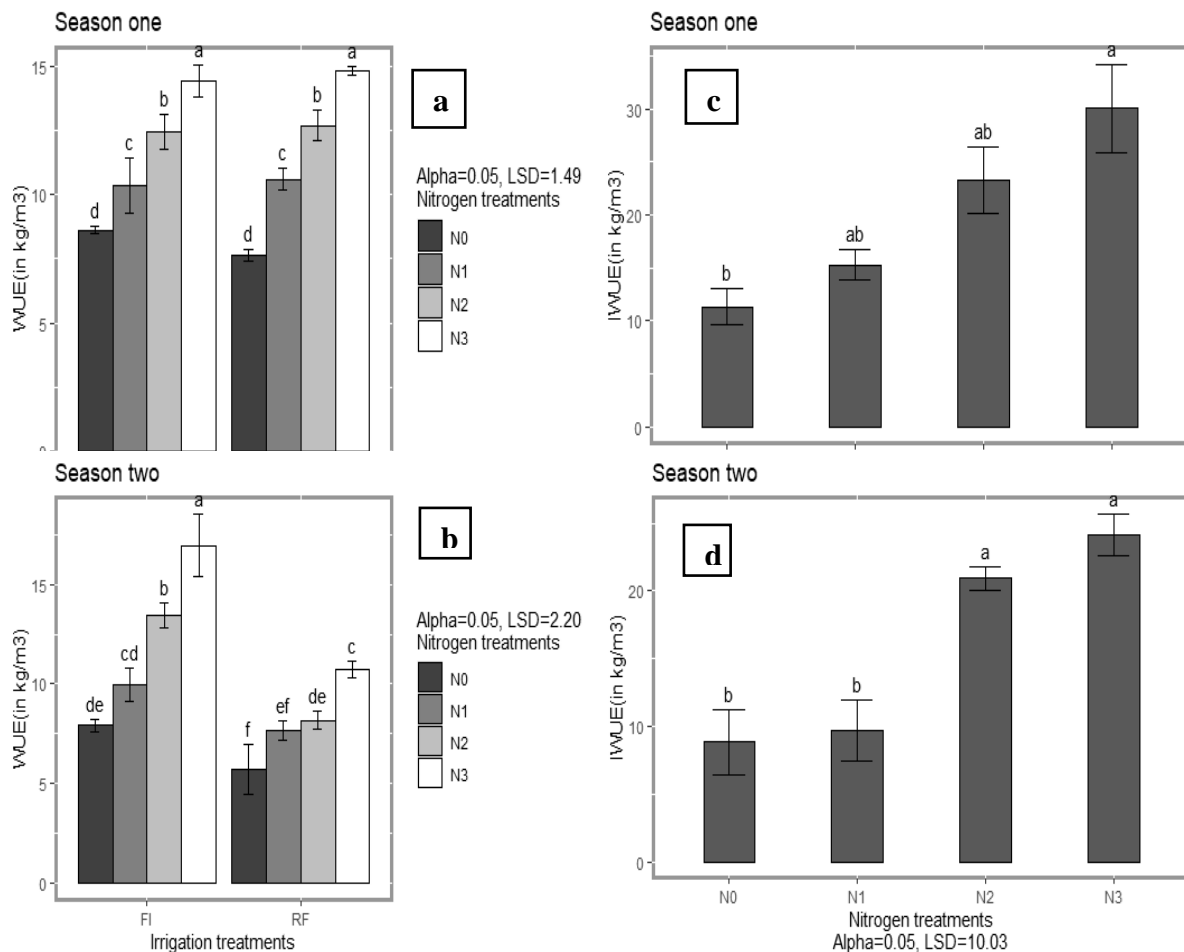 Season one
a
a
15
b
b
c
c
10
d
d
5
0
WUE(in kg/m3)
a
Alpha=0.05, LSD=1.49
Nitrogen treatments
N0
N1
N2
N3
Season one
c
a
30
ab
20
ab
b
10
0
IWUE(in kg/m3)
Season two
a
15
b
c
10
cd
de
ef
de
f
5
0
WUE(in kg/m3)
FI
RF
Irrigation treatments
b
Alpha=0.05, LSD=2.20
Nitrogen treatments
N0
N1
N2
N3
Season two
d
a
a
20
b
b
10
0
IWUE(in kg/m3)
N0
N1
N2
N3
Nitrogen treatments
Alpha=0.05, LSD=10.03